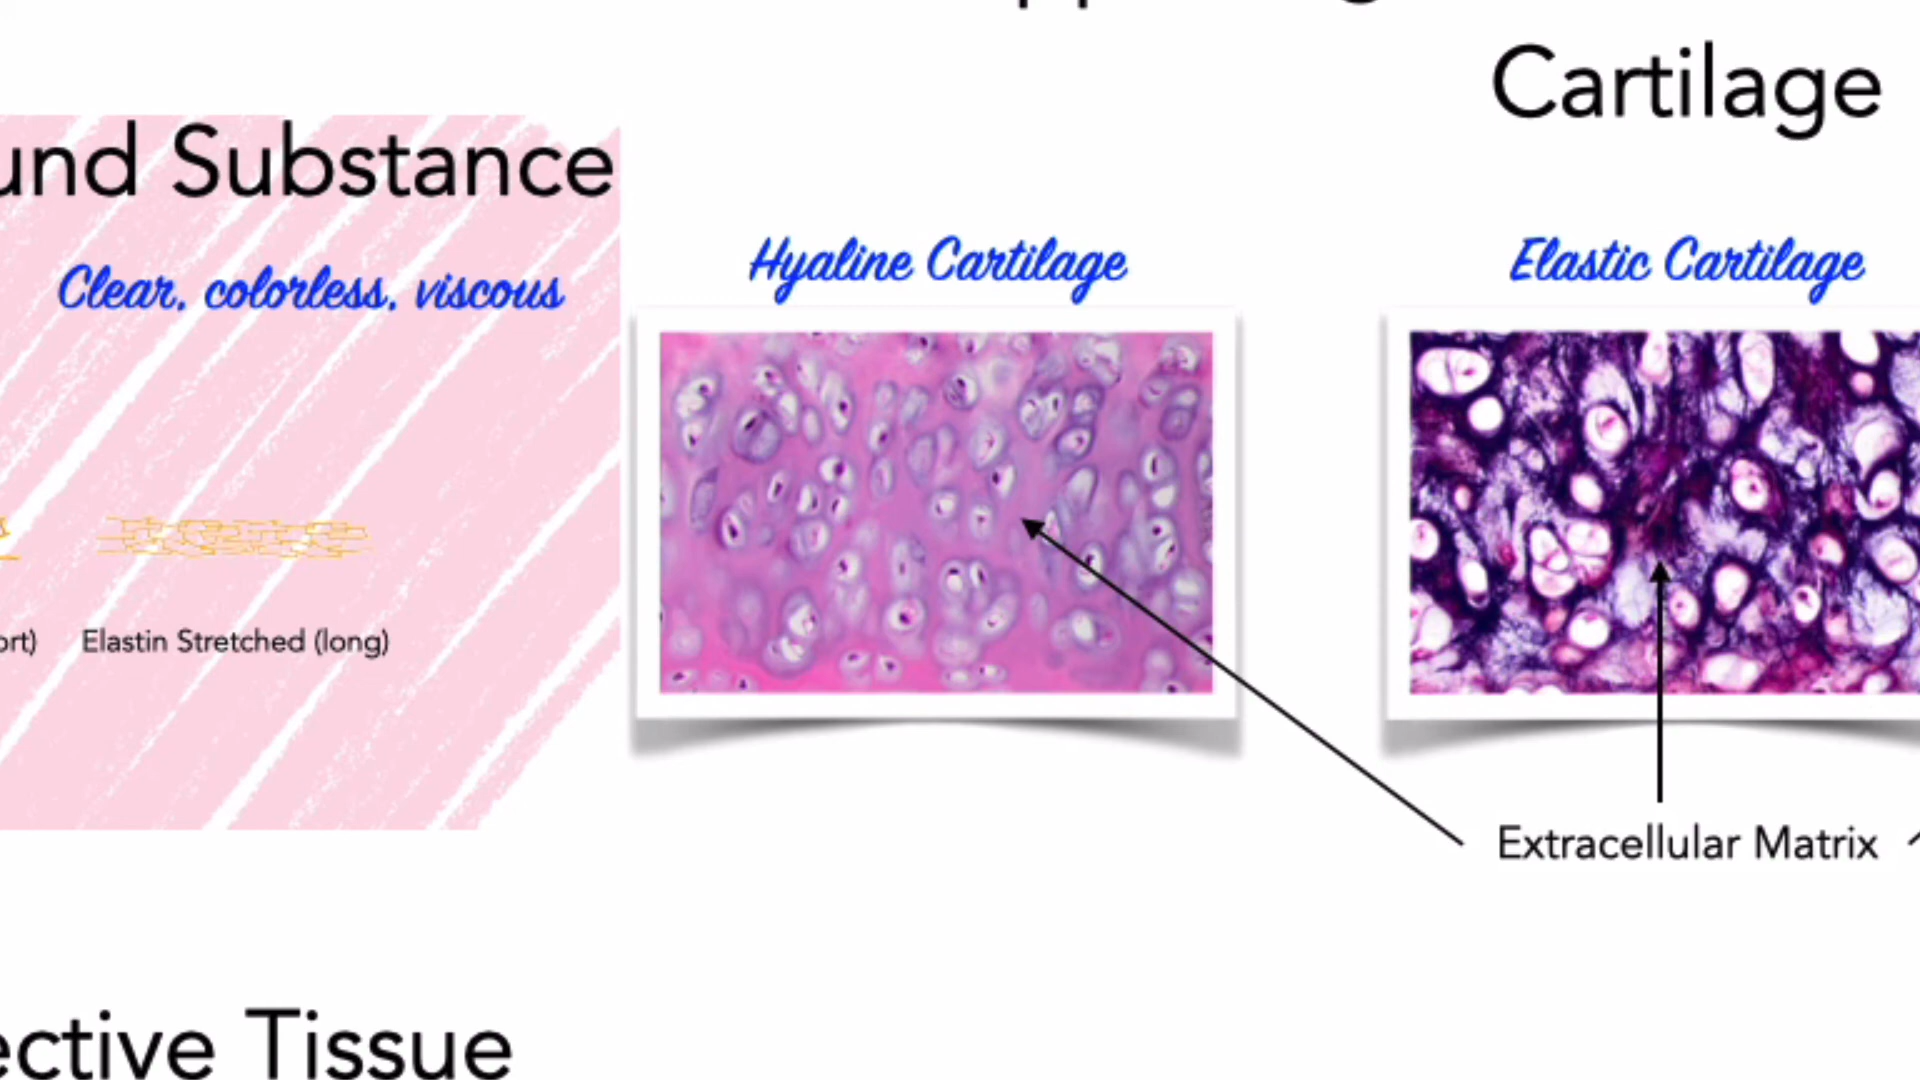 Cartilage
und Substance
Clear, colorless, viscous
Hyaline Cartilage
Elastic Cartilage
ort)
Elastin Stretched (long)
Extracellular Matrix
ective Tissue